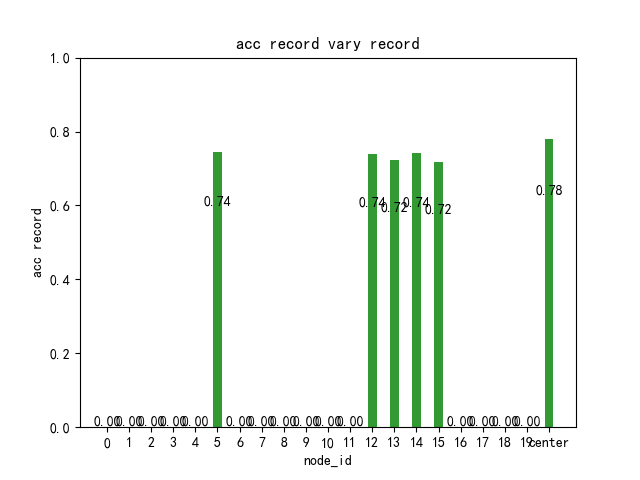 acc record vary record
1.0
0.8
0.6
0.4
0.2
0.0
acc record
0.00 0.00 0.00 0.00 0.00 0.74 0.00 0.00 0.00 0.00 0.00 0.00 0.74 0.72 0.74 0.72 0.00 0.00 0.00 0.00 0.78
0 1 2 3 4 5 6 7 8 9 10 11 12 13 14 15 16 17 18 19 center
node_id